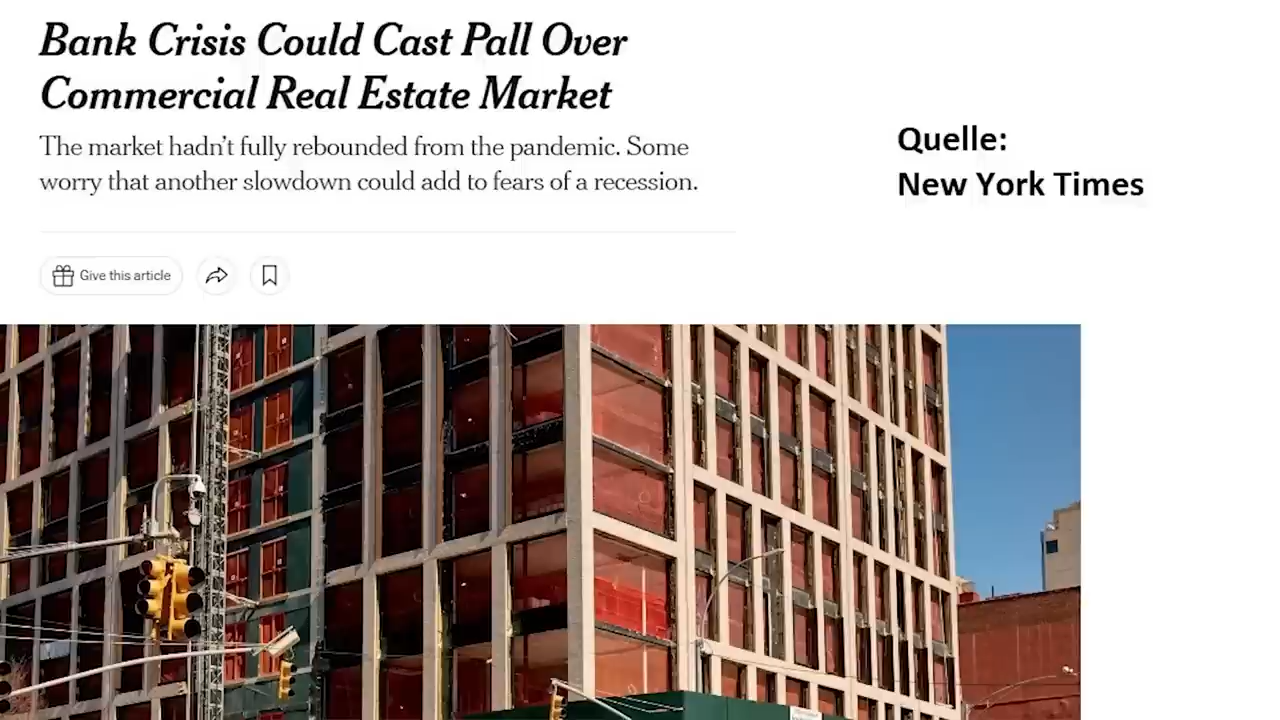 Bank Crisis Could Cast Pall Over
Commercial Real Estate Market
The market hadn’t fully rebounded from the pandemic. Some
worry that another slowdown could add to fears of a recession.
Quelle:
New York Times
Give this article